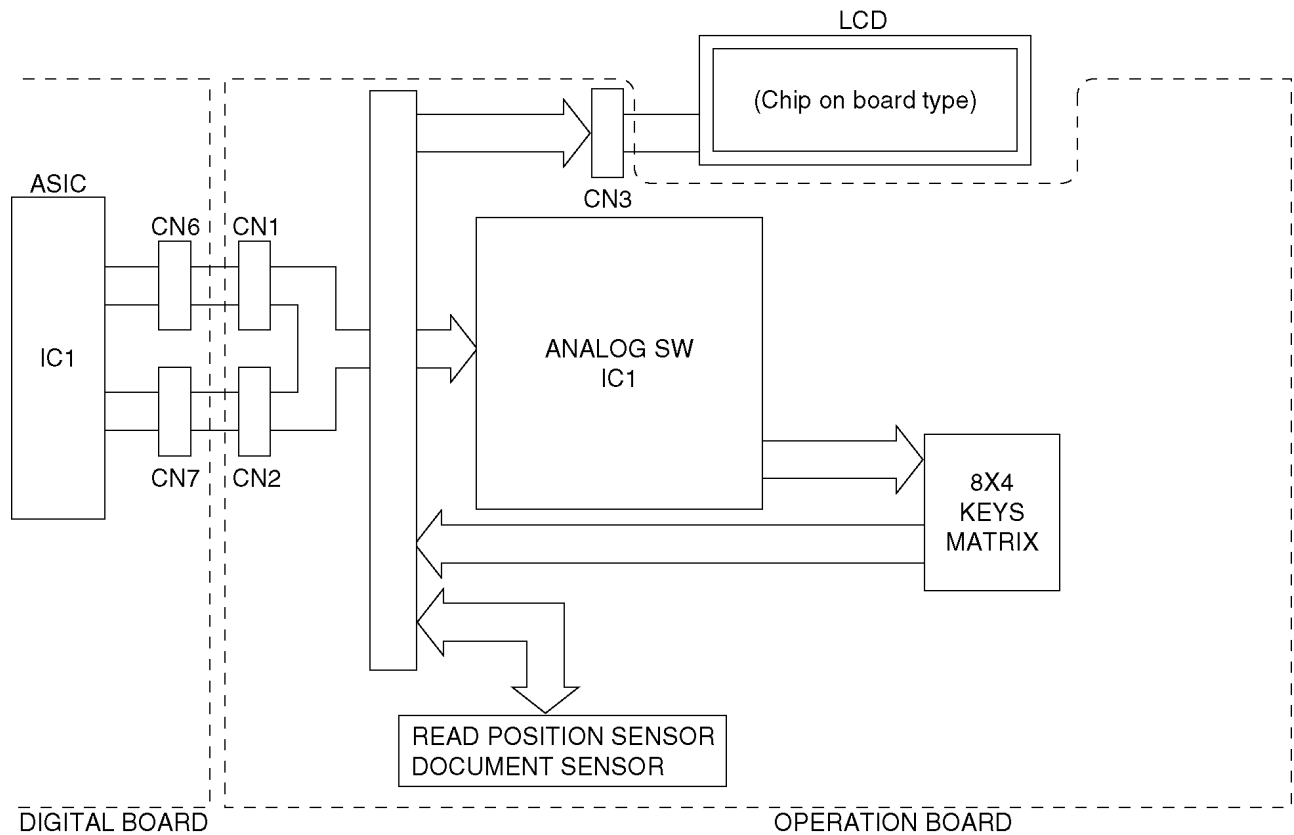 LCD
(Chip on board type)
ASIC
CN3
CN6
CN1
IC1
ANALOG SW
IC1
CN7
CN2
8X4
KEYS
MATRIX
READ POSITION SENSOR
DOCUMENT SENSOR
DIGITAL BOARD
OPERATION BOARD